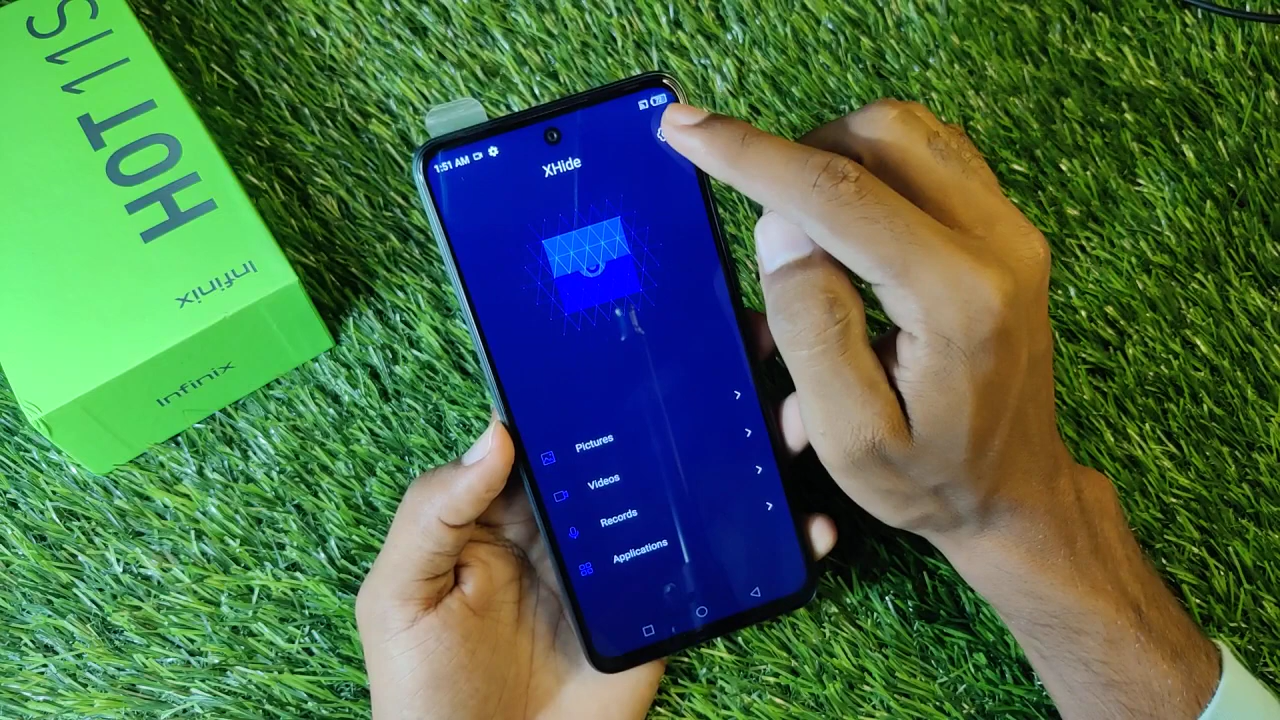 HOT 11S
Infinix
Infinix
1:51 AM
XHide
Pictures
Videos
Records
Applications